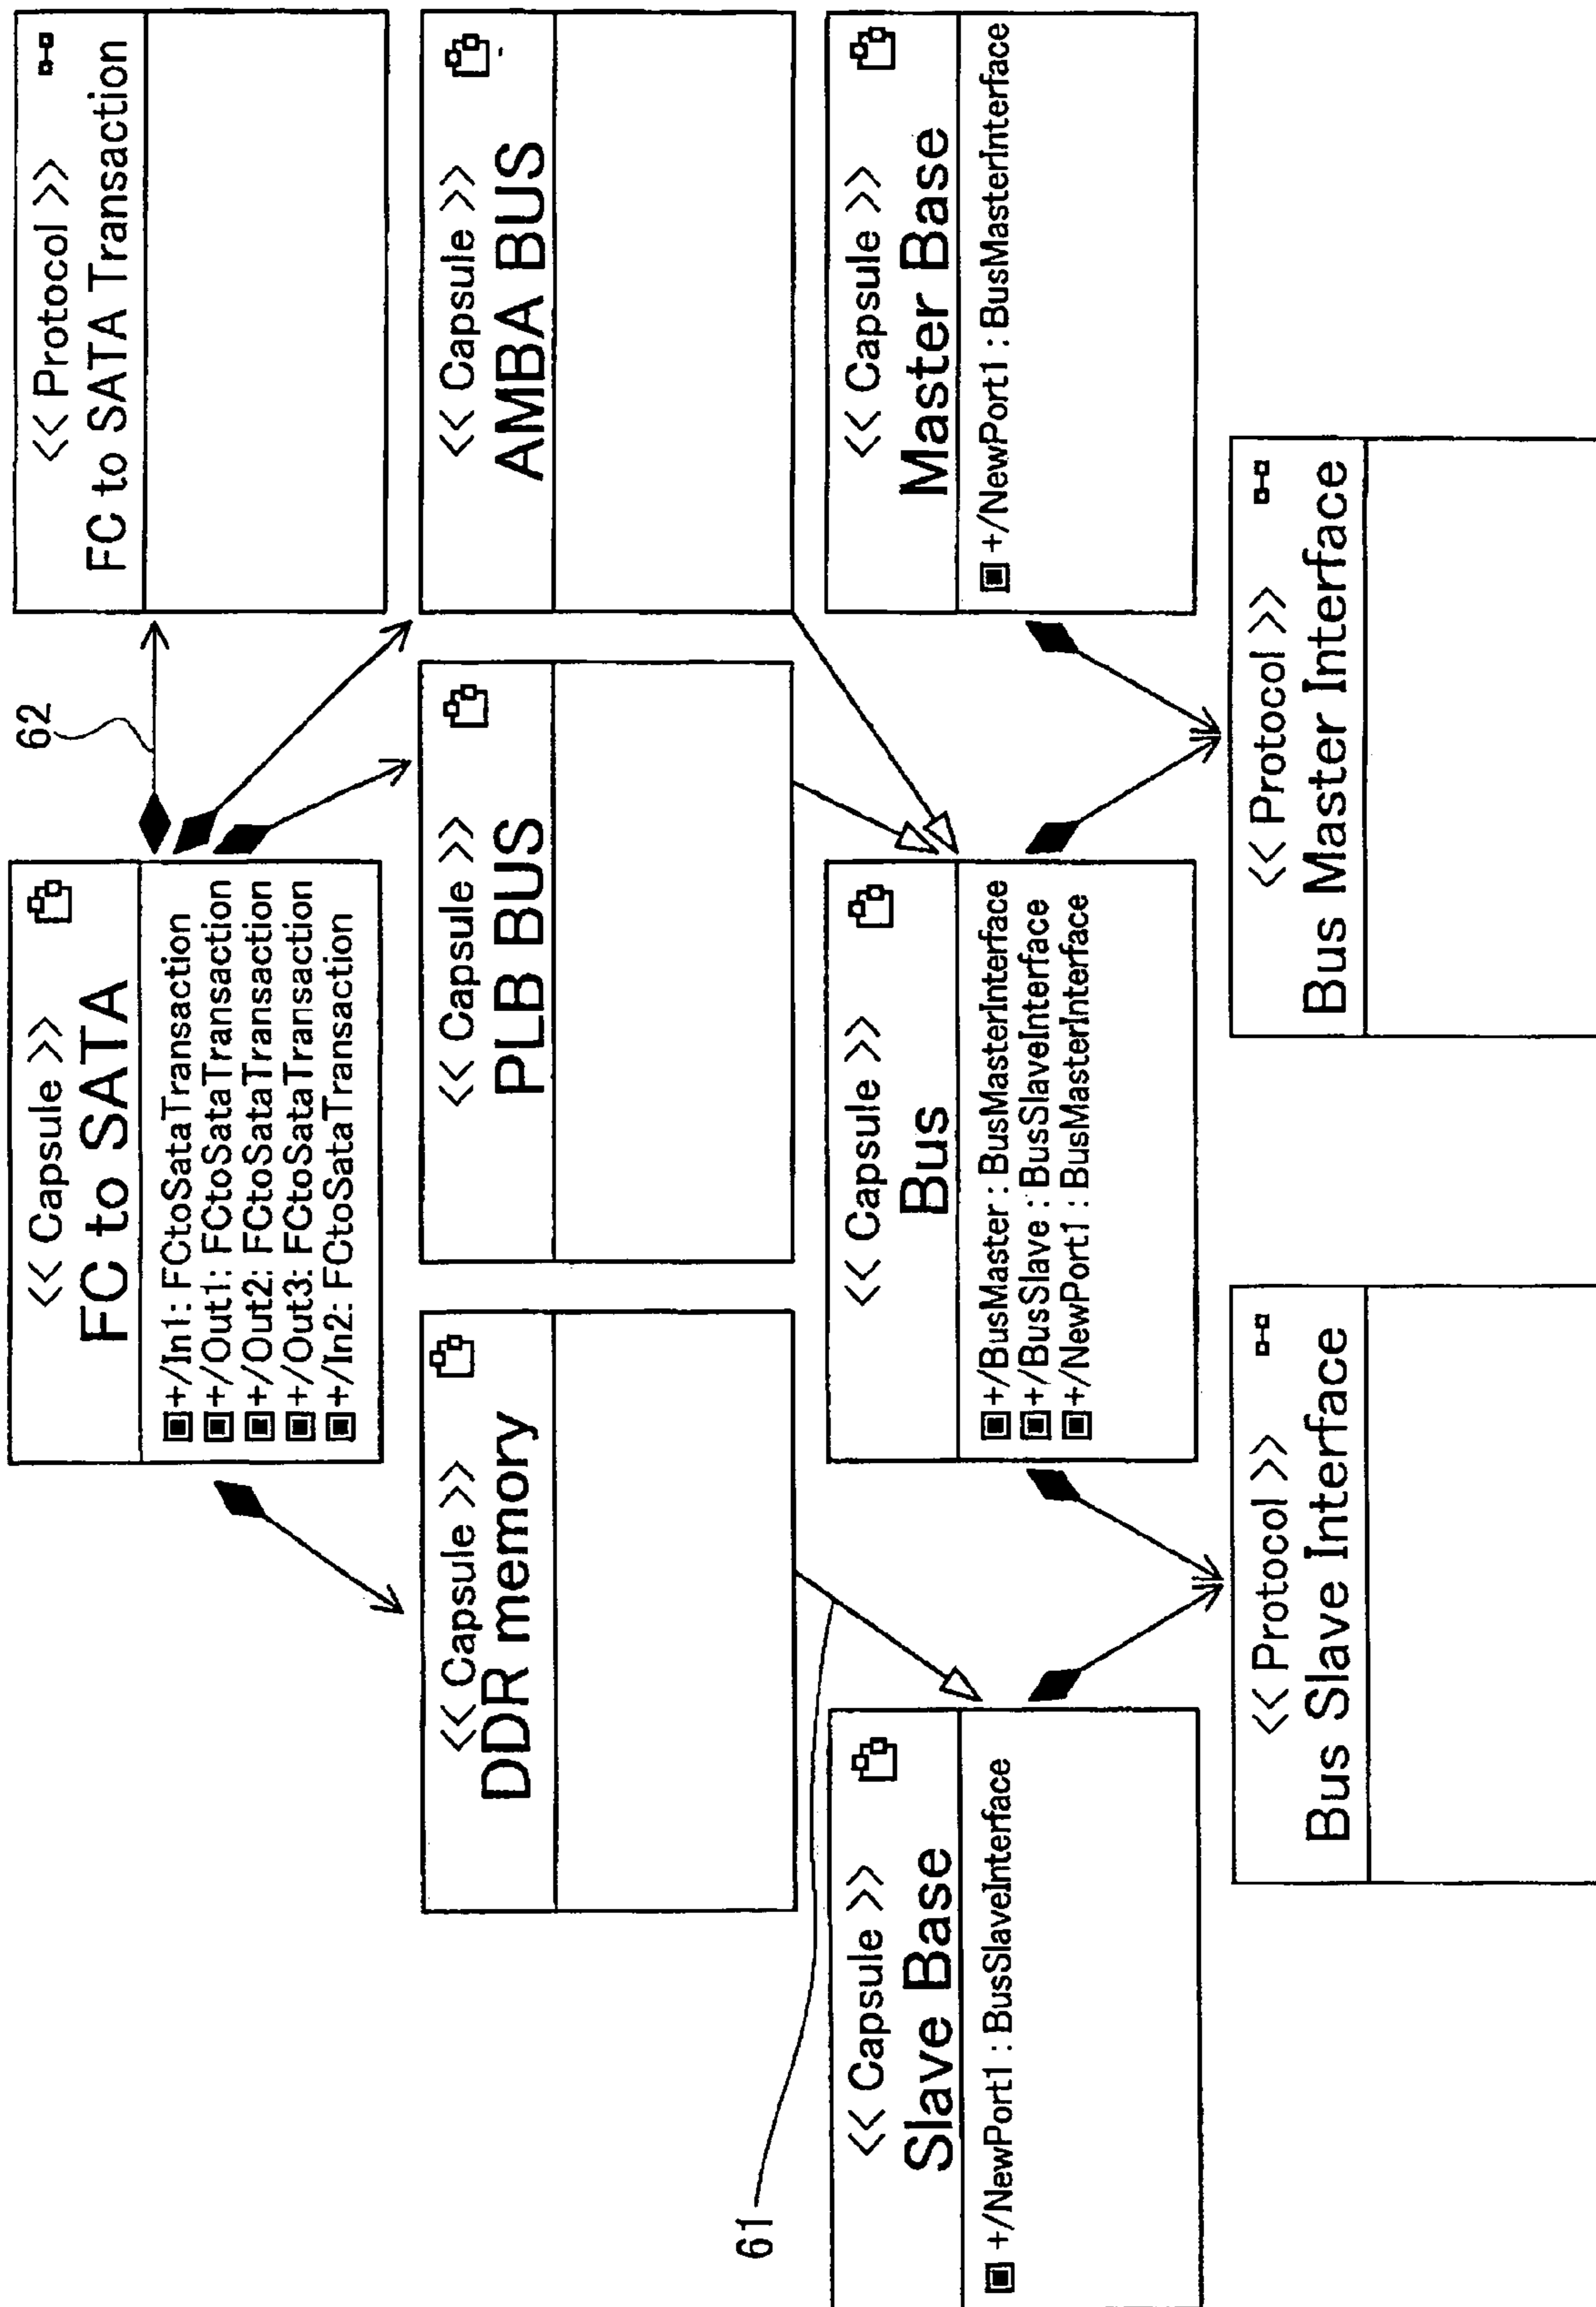 << Capsule >>
FC to SATA
+/In1: FCtoSataTransaction
+/Out1: FCtoSataTransaction
+/Out2: FCtoSataTransaction
+/Out3: FCtoSataTransaction
+/In2: FCtoSataTransaction
62
<< Protocol >>
FC to SATA Transaction
<< Capsule >>
DDR memory
<< Capsule >>
PLB BUS
<< Capsule >>
AMBA BUS
61
<< Capsule >>
Slave Base
+/NewPort1 : BusSlaveInterface
<< Capsule >>
Bus
+/BusMaster : BusMasterInterface
+/BusSlave : BusSlaveInterface
+/NewPort1 : BusMasterInterface
<< Capsule >>
Master Base
+/NewPort1 : BusMasterInterface
<< Protocol >>
Bus Slave Interface
<< Protocol >>
Bus Master Interface